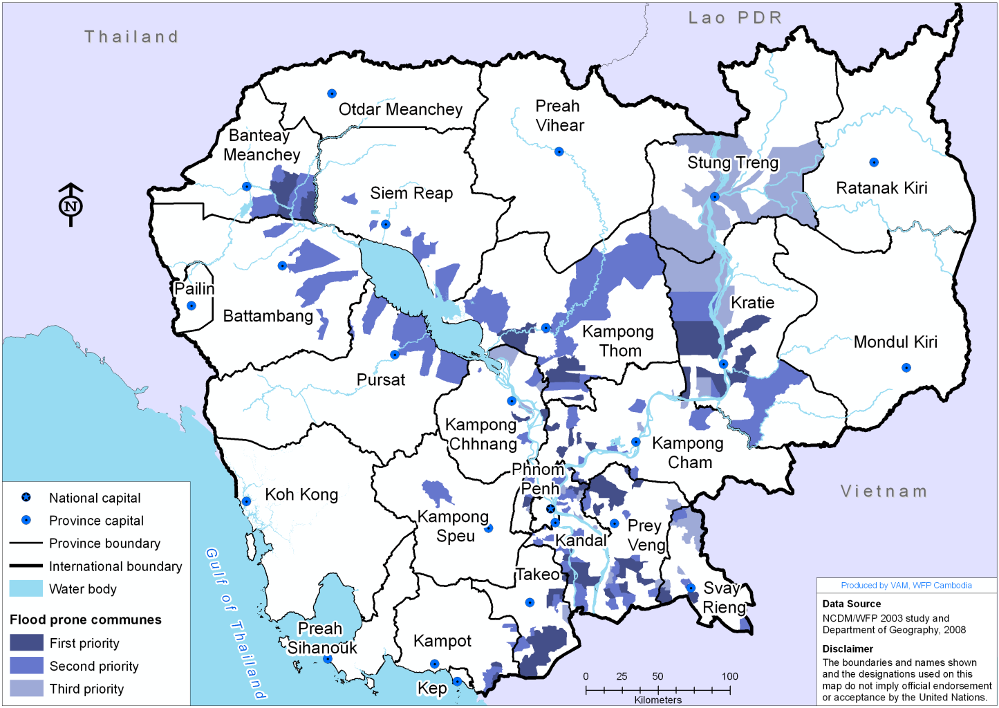 Thailand
Lao PDR
Otdar Meanchey
Preah
Vihear
Banteay
Meanchey
Stung Treng
Siem Reap
Ratanak Kiri
N
Pailin
Battambang
Kratie
Kampong
Thom
Mondul Kiri
Pursat
Kampong
Chhnang
Kampong
Cham
Phnom
Penh
Koh Kong
Kampong
Speu
Prey
Veng
Kandal
Takeo
Svay
Rieng
Vietnam
Gulf of Thailand
Preah
Sihanouk
Kampot
Kep
National capital
Province capital
Province boundary
International boundary
Water body
Flood prone communes
First priority
Second priority
Third priority
0 25 50 100
Kilometers
Produced by VAM, WFP Cambodia
Data Source
NCDM/WFP 2003 study and
Department of Geography, 2008
Disclaimer
The boundaries and names shown
and the designations used on this
map do not imply official endorsement
or acceptance by the United Nations.